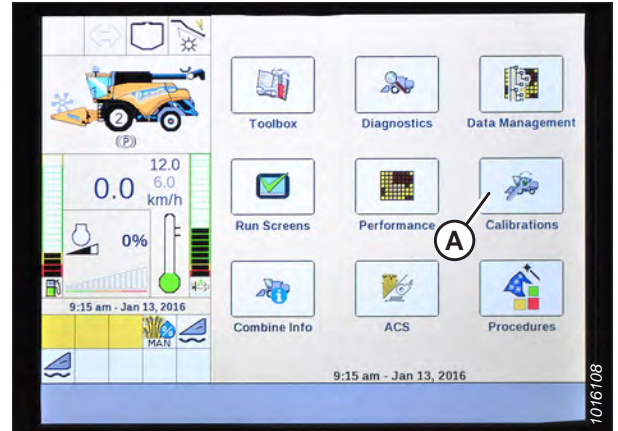 2
(P)
12.0
0.0 6.0
km/h
0%
9:15 am - Jan 13, 2016
MAN
Toolbox
Diagnostics
Data Management
Run Screens
Performance
Calibrations
A
Combine Info
ACS
Procedures
9:15 am - Jan 13, 2016
1016108